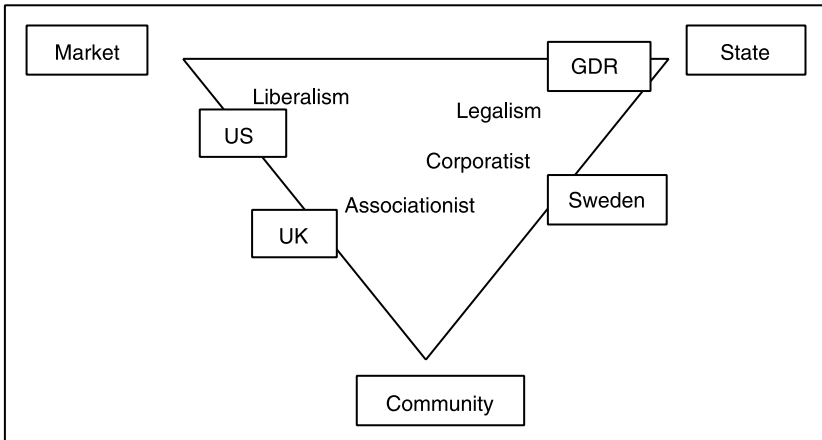 Market
GDR
State
Liberalism
Legalism
US
Corporatist
Associationist
Sweden
UK
Community